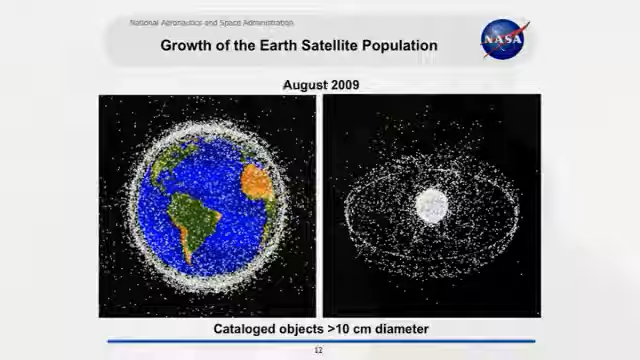 National Aeronautics and Space Administration
Growth of the Earth Satellite Population
NASA
August 2009
Cataloged objects >10 cm diameter
12